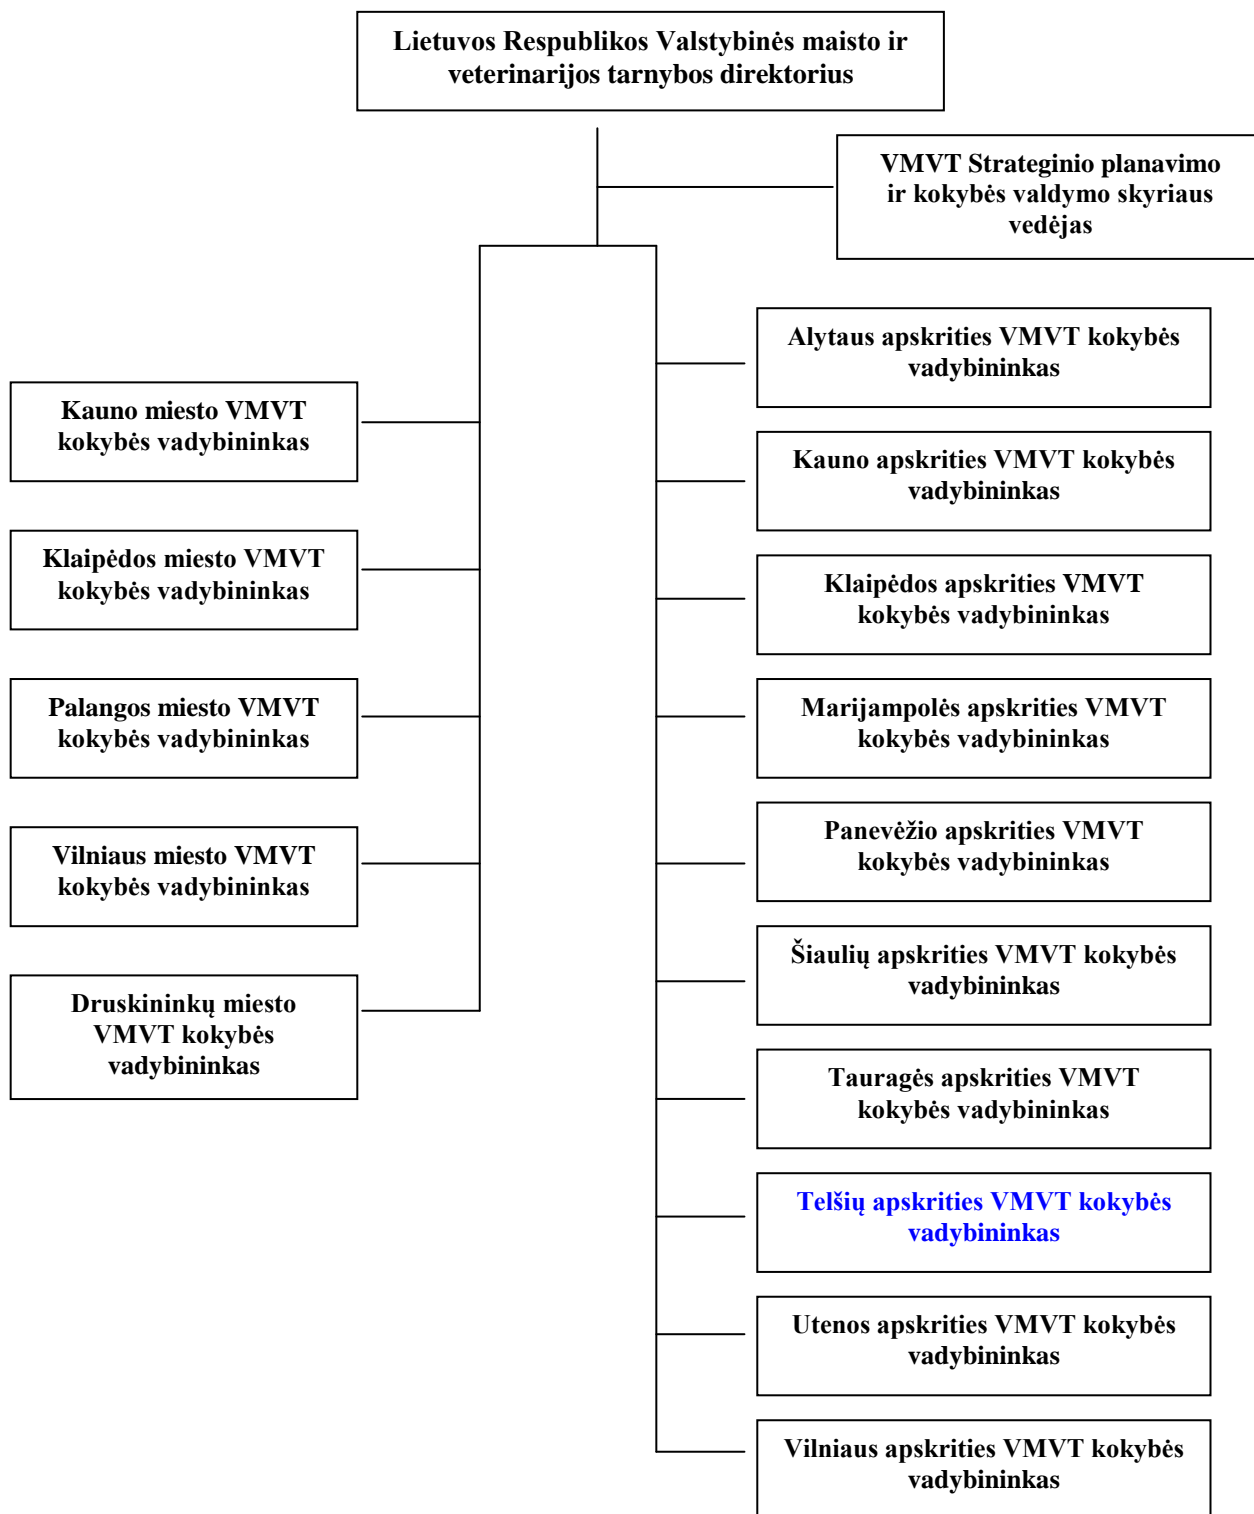 Lietuvos Respublikos Valstybinės maisto ir
veterinarijos tarnybos direktorius
VMVT Strateginio planavimo
ir kokybės valdymo skyriaus
vedėjas
Kauno miesto VMVT
kokybės vadybininkas
Klaipėdos miesto VMVT
kokybės vadybininkas
Palangos miesto VMVT
kokybės vadybininkas
Vilniaus miesto VMVT
kokybės vadybininkas
Druskininkų miesto
VMVT kokybės
vadybininkas
Alytaus apskrities VMVT kokybės
vadybininkas
Kauno apskrities VMVT kokybės
vadybininkas
Klaipėdos apskrities VMVT
kokybės vadybininkas
Marijampolės apskrities VMVT
kokybės vadybininkas
Panevėžio apskrities VMVT
kokybės vadybininkas
Šiaulių apskrities VMVT kokybės
vadybininkas
Tauragės apskrities VMVT
kokybės vadybininkas
Telšių apskrities VMVT kokybės
vadybininkas
Utenos apskrities VMVT kokybės
vadybininkas
Vilniaus apskrities VMVT kokybės
vadybininkas